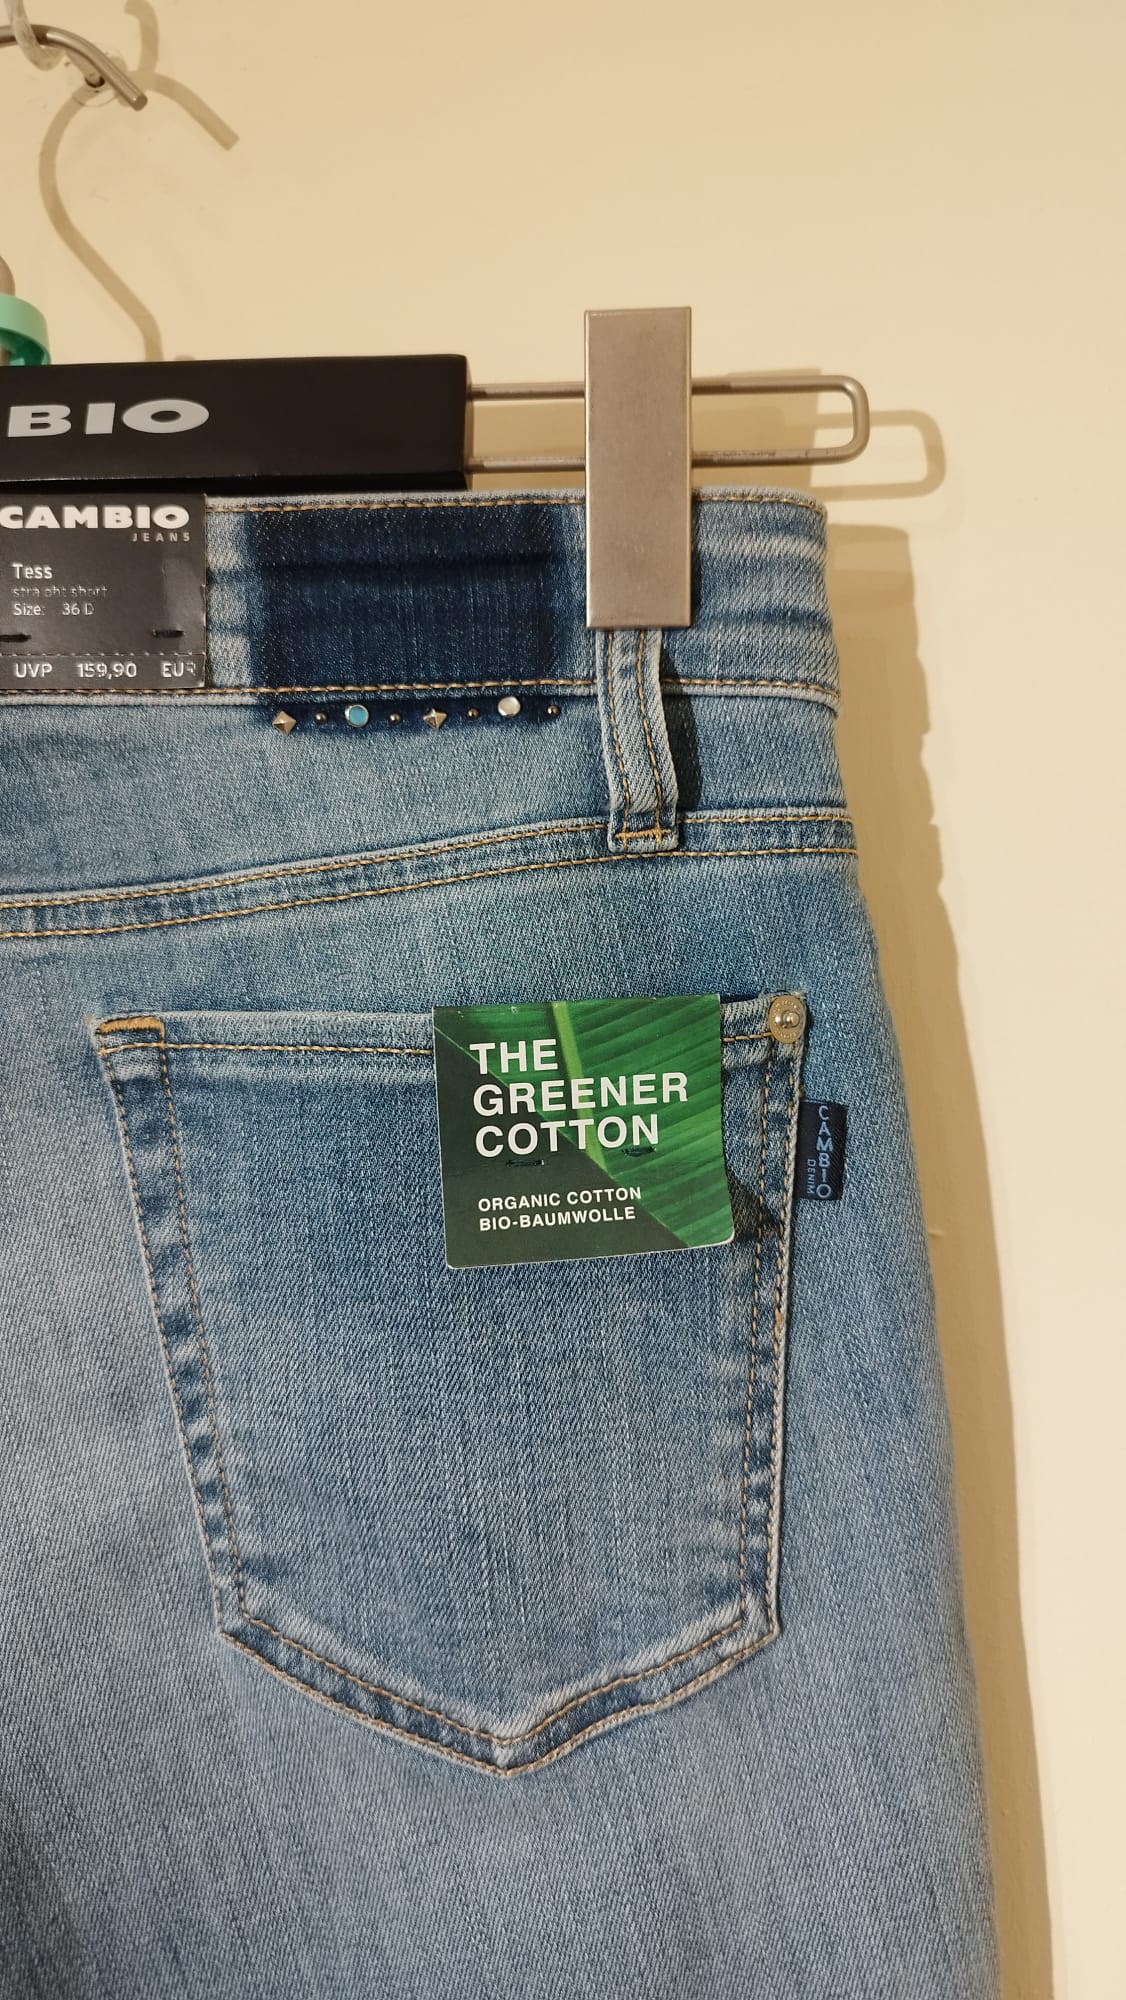 BIO
CAMBIO
JEANS
Tess
straight short
Size: 36 D
UVP 159,90 EUR
THE
GREENER
COTTON
ORGANIC COTTON
BIO-BAUMWOLLE
CAMBIO
DENIM